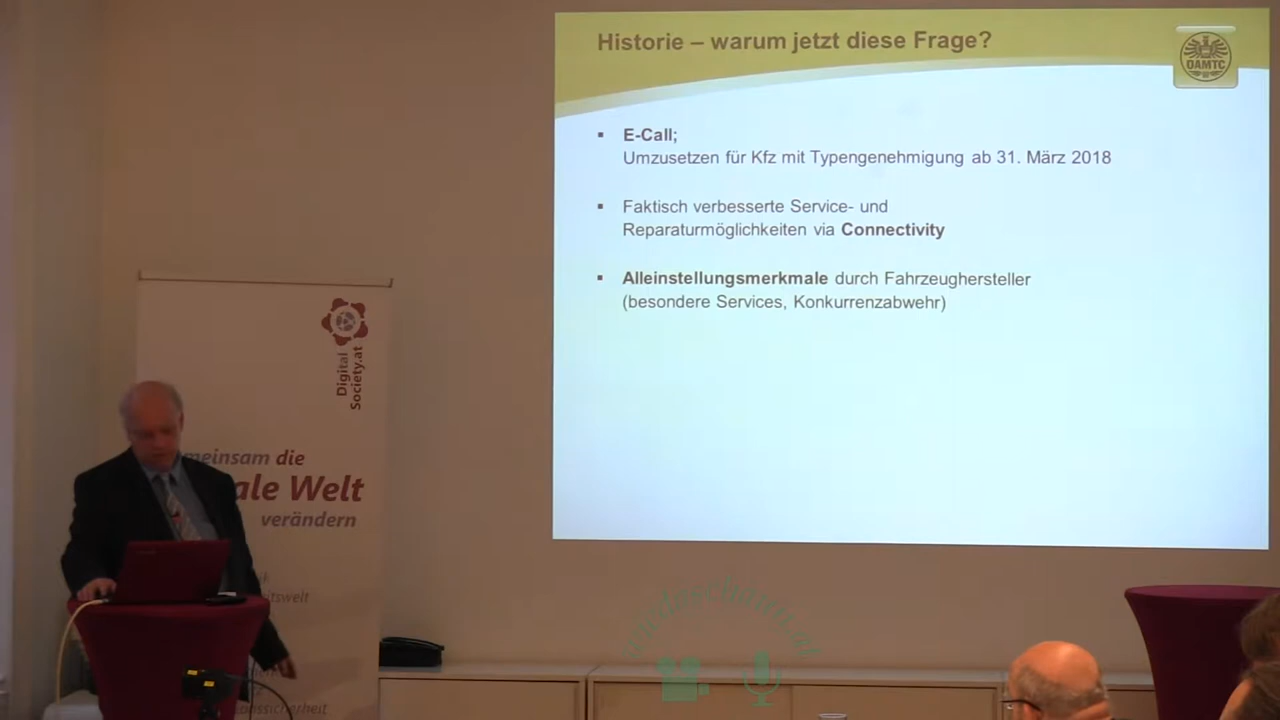 Historie – warum jetzt diese Frage?
ÖAMTC
▪ E-Call;
Umzusetzen für Kfz mit Typengenehmigung ab 31. März 2018
▪ Faktisch verbesserte Service- und
Reparaturmöglichkeiten via Connectivity
▪ Alleinstellungsmerkmale durch Fahrzeughersteller
(besondere Services, Konkurrenzabwehr)
Digital
Society.at
meinsam die
ale Welt
verändern
itswelt